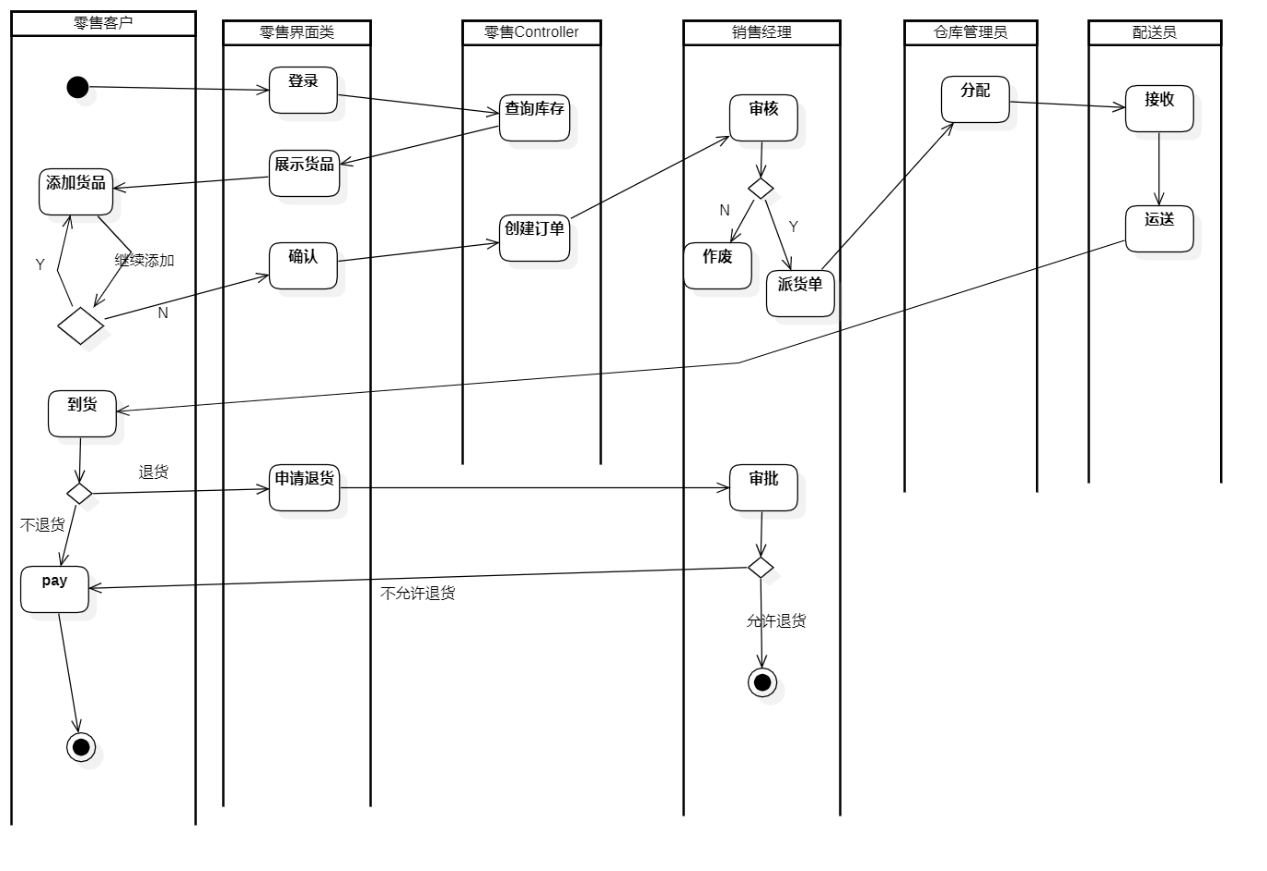 零售客户
零售界面类
零售Controller
销售经理
仓库管理员
配送员
登录
查询库存
审核
分配
接收
展示货品
添加货品
创建订单
运送
N
Y
继续添加
Y
确认
作废
派货单
N
到货
退货
申请退货
审批
不退货
pay
不允许退货
允许退货